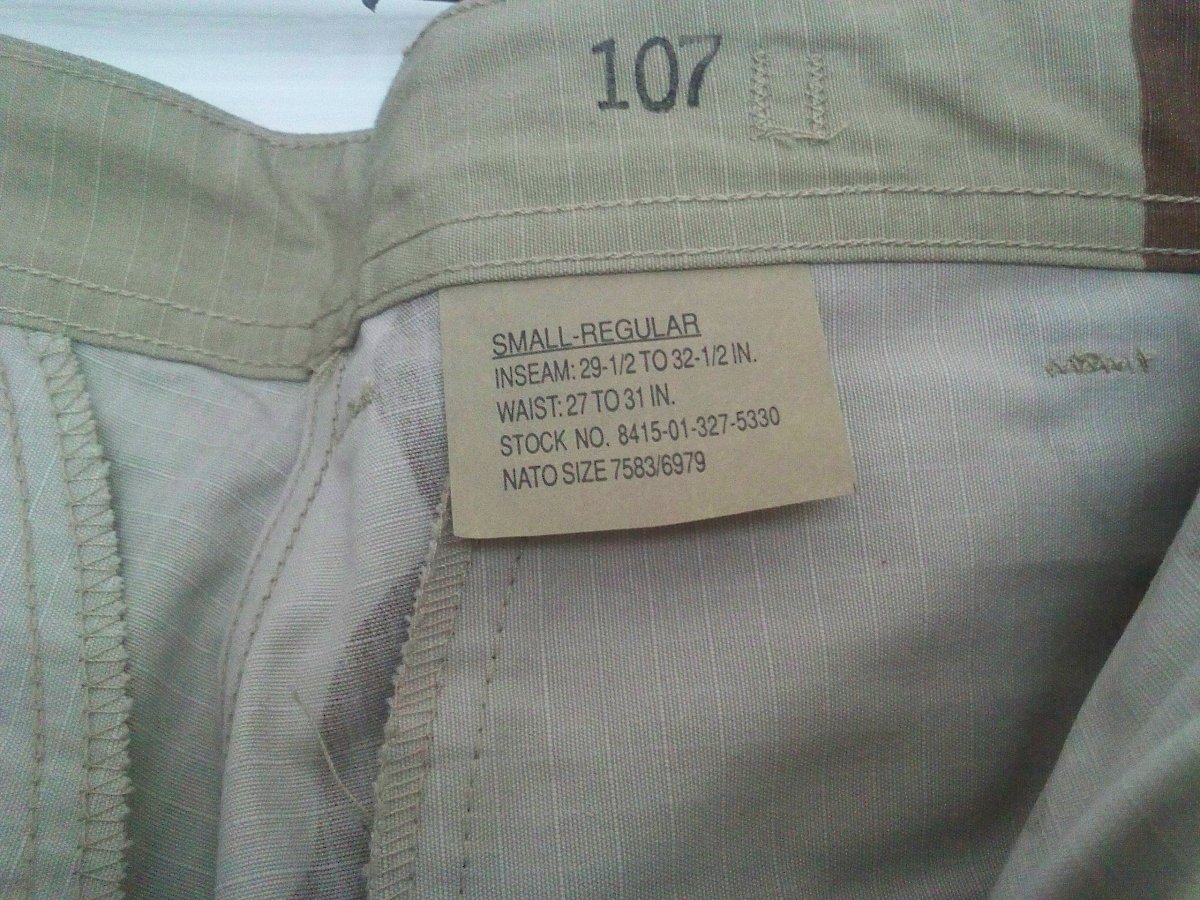 107
SMALL-REGULAR
INSEAM: 29-1/2 TO 32-1/2 IN.
WAIST: 27 TO 31 IN.
STOCK NO. 8415-01-327-5330
NATO SIZE 7583/6979